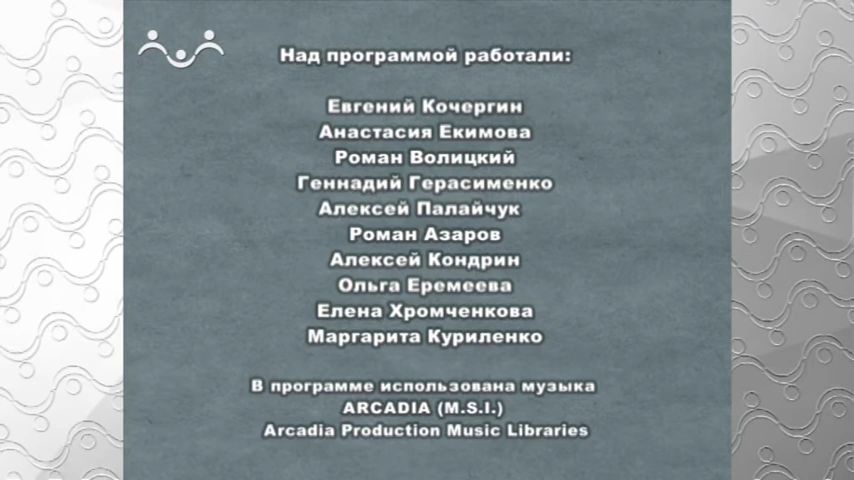 Над программой работали:
Евгений Кочергин
Анастасия Екимова
Роман Волицкий
Геннадий Герасименко
Алексей Палайчук
Роман Азаров
Алексей Кондрин
Ольга Еремеева
Елена Хромченкова
Маргарита Куриленко
В программе использована музыка
ARCADIA (M.S.I.)
Arcadia Production Music Libraries